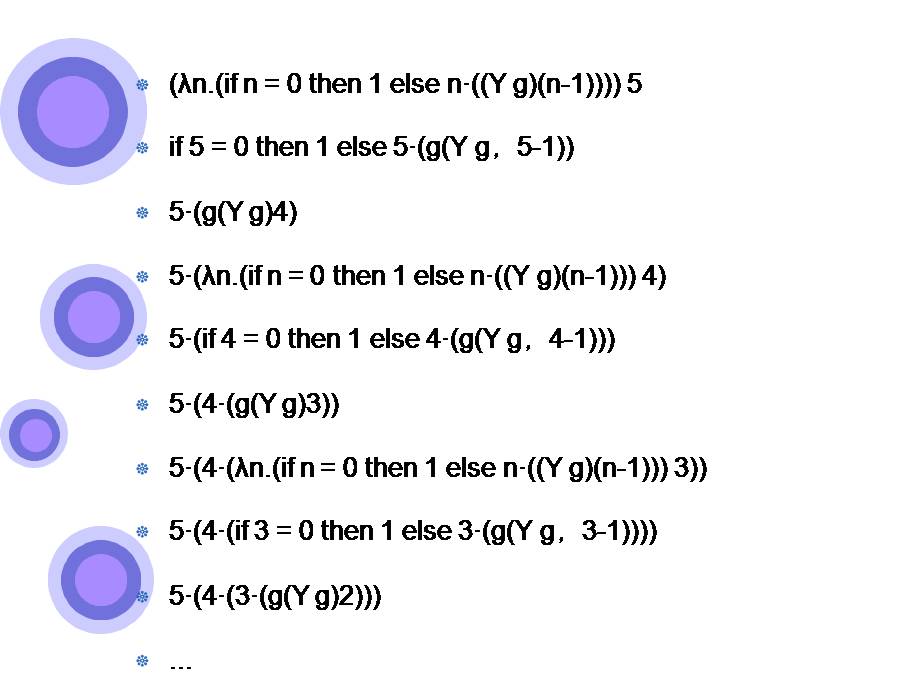 (λn.(if n = 0 then 1 else n·((Y g)(n-1)))) 5
if 5 = 0 then 1 else 5·(g(Y g, 5-1))
5·(g(Y g)4)
5·(λn.(if n = 0 then 1 else n·((Y g)(n-1))) 4)
5·(if 4 = 0 then 1 else 4·(g(Y g, 4-1)))
5·(4·(g(Y g)3))
5·(4·(λn.(if n = 0 then 1 else n·((Y g)(n-1))) 3))
5·(4·(if 3 = 0 then 1 else 3·(g(Y g, 3-1))))
5·(4·(3·(g(Y g)2)))
...